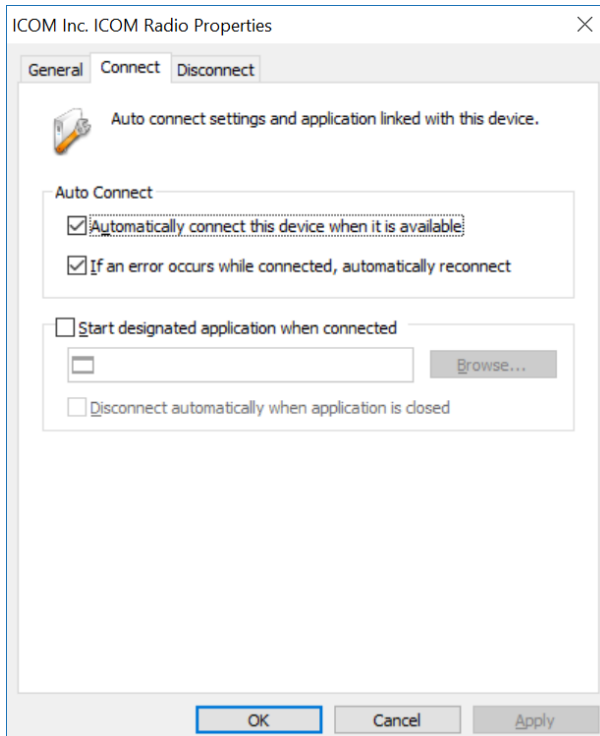 ICOM Inc. ICOM Radio Properties
General Connect Disconnect
Auto connect settings and application linked with this device.
Auto Connect
Automatically connect this device when it is available
If an error occurs while connected, automatically reconnect
Start designated application when connected
Browse...
Disconnect automatically when application is closed
OK Cancel Apply